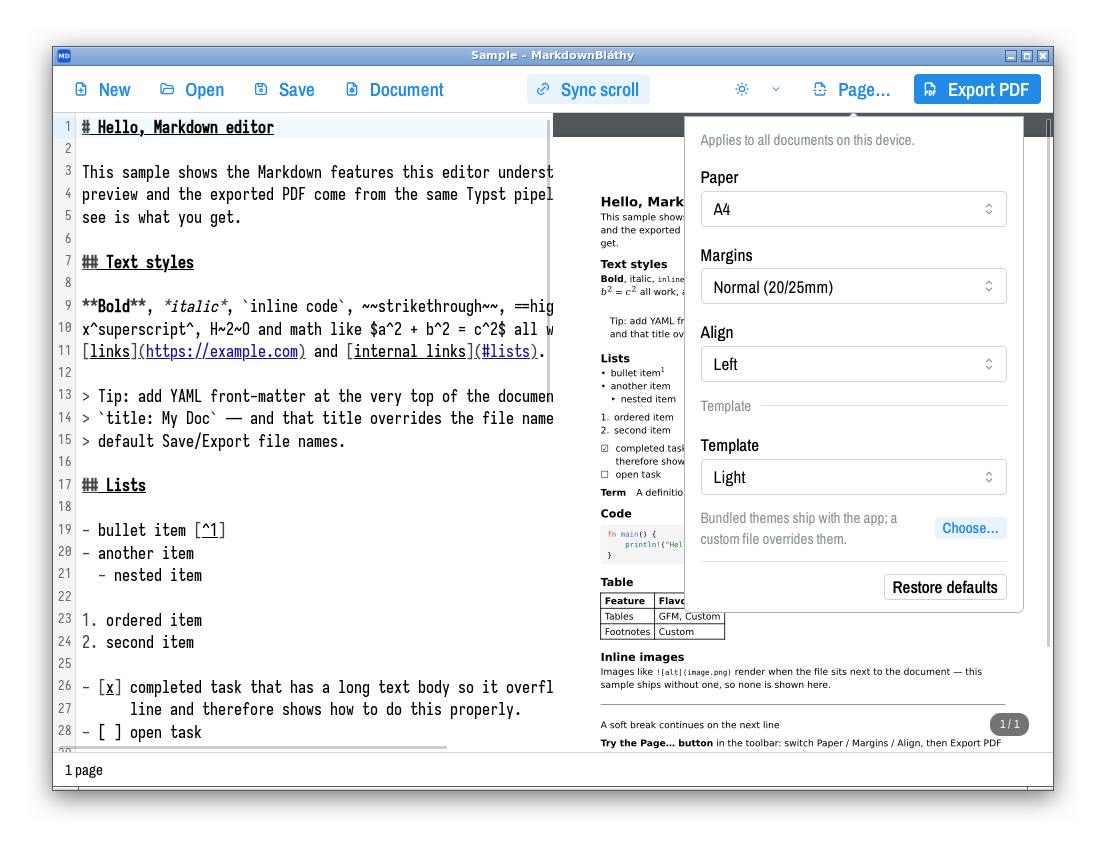 MD
Sample - MarkdownBláthy
New
Open
Save
Document
Sync scroll
Page...
PDF
Export PDF
1 # Hello, Markdown editor
2
3 This sample shows the Markdown features this editor underst
4 preview and the exported PDF come from the same Typst pipel
5 see is what you get.
6
7 ## Text styles
8
9 **Bold**, *italic*, `inline code`, ~~strikethrough~~, ==hig
10 x^superscript^, H~2~O and math like $a^2 + b^2 = c^2$ all w
11 [links](https://example.com) and [internal links](#lists).
12
13 > Tip: add YAML front-matter at the very top of the documen
14 > `title: My Doc` — and that title overrides the file name
15 > default Save/Export file names.
16
17 ## Lists
18
19 - bullet item [^1]
20 - another item
21 - nested item
22
23 1. ordered item
24 2. second item
25
26 - [x] completed task that has a long text body so it overfl
27 line and therefore shows how to do this properly.
28 - [ ] open task
Hello, Mark
This sample show
and the exported
get.
Text styles
Bold, italic, inline
b² = c² all work, a
Tip: add YAML fr
and that title ov
Lists
• bullet item¹
• another item
‣ nested item
1. ordered item
2. second item
☑ completed task
therefore show
☐ open task
Term A definitio
Code
fn main() {
println!("Hel
}
Table
Feature Flavo
Tables GFM, Custom
Footnotes Custom
Inline images
Images like ![alt](image.png) render when the file sits next to the document — this
sample ships without one, so none is shown here.
A soft break continues on the next line
Try the Page... button in the toolbar: switch Paper / Margins / Align, then Export PDF
1 / 1
Applies to all documents on this device.
Paper
A4
Margins
Normal (20/25mm)
Align
Left
Template
Template
Light
Bundled themes ship with the app; a
custom file overrides them.
Choose...
Restore defaults
1 page